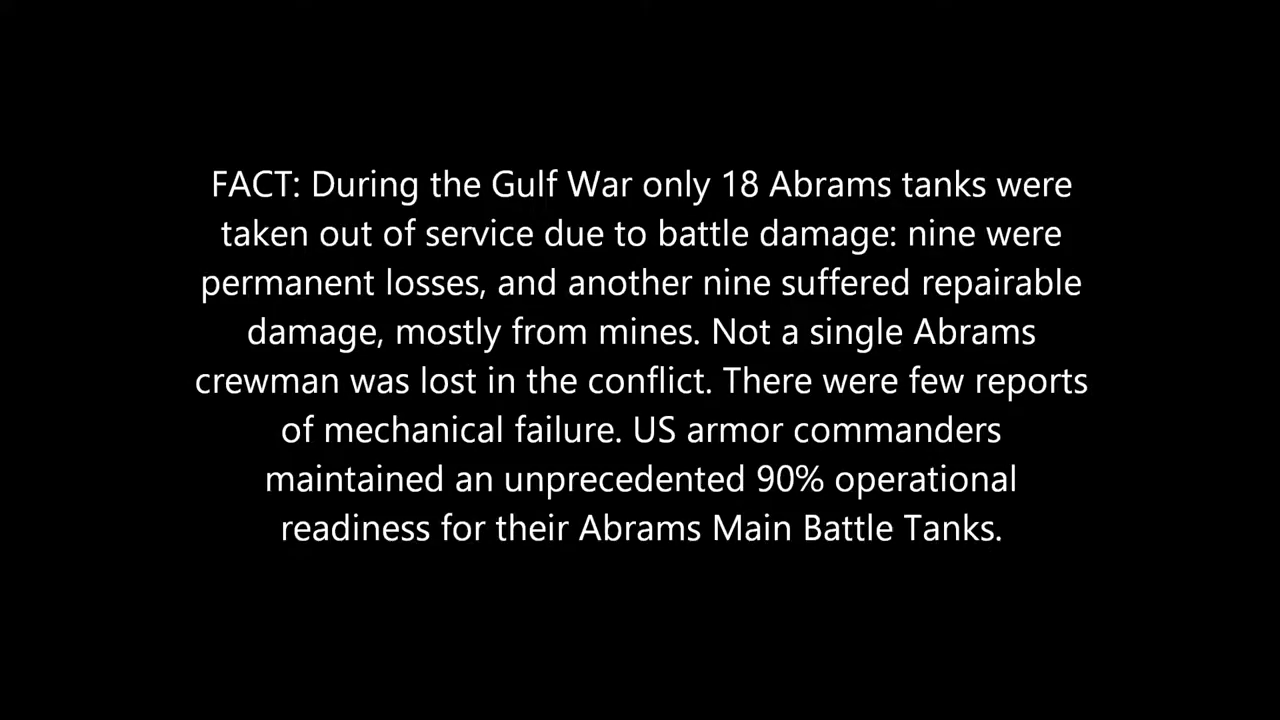 FACT: During the Gulf War only 18 Abrams tanks were
taken out of service due to battle damage: nine were
permanent losses, and another nine suffered repairable
damage, mostly from mines. Not a single Abrams
crewman was lost in the conflict. There were few reports
of mechanical failure. US armor commanders
maintained an unprecedented 90% operational
readiness for their Abrams Main Battle Tanks.